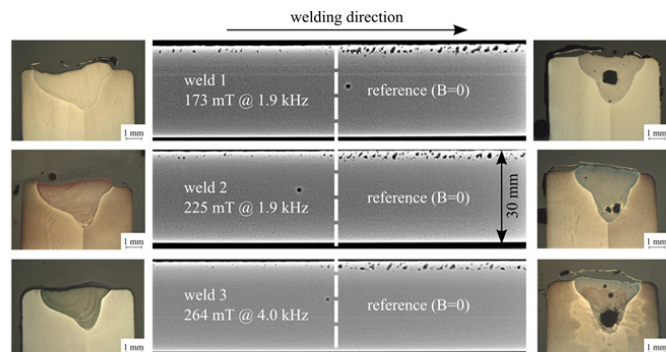 welding direction
weld 1
173 mT @ 1.9 kHz
reference (B=0)
1 mm
1 mm
weld 2
225 mT @ 1.9 kHz
reference (B=0)
30 mm
1 mm
1 mm
weld 3
264 mT @ 4.0 kHz
reference (B=0)
1 mm
1 mm